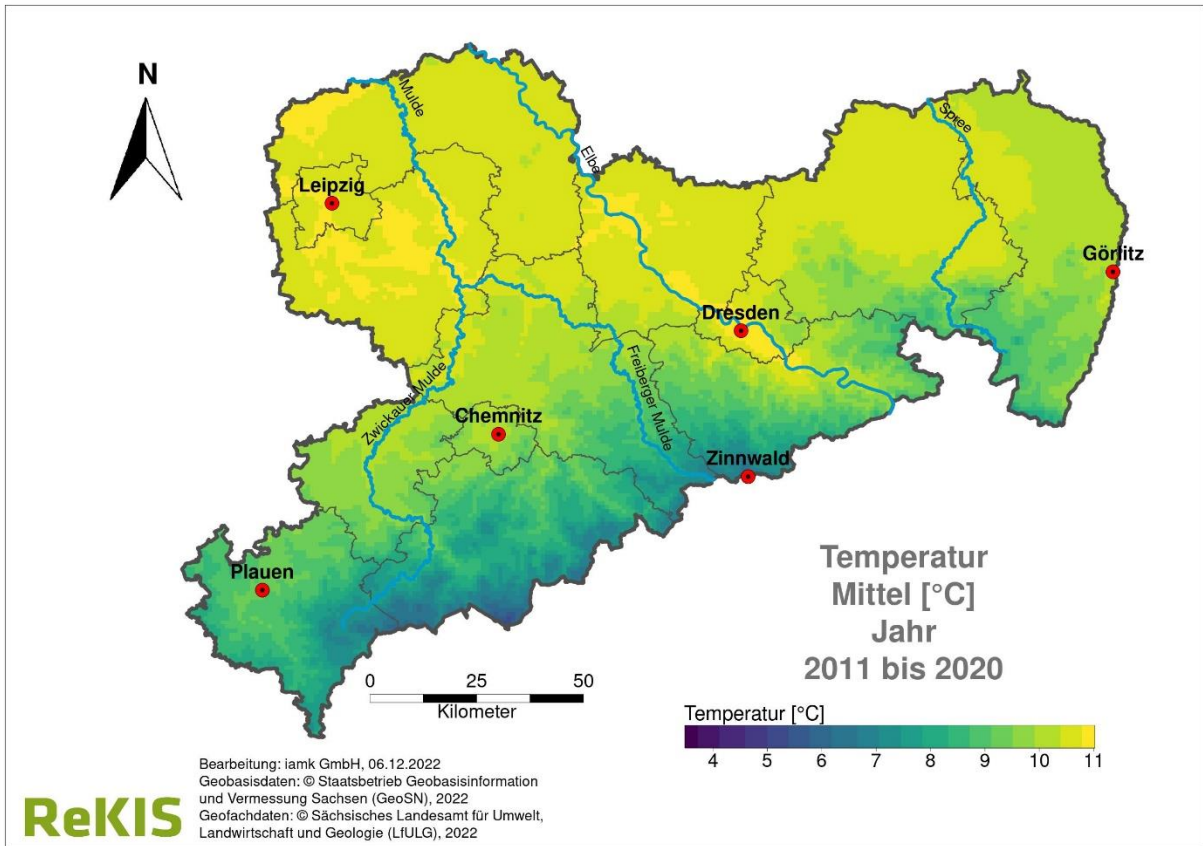 N
Mulde
Elbe
Spree
Leipzig
Görlitz
Dresden
Freiberger Mulde
Zwickauer Mulde
Chemnitz
Zinnwald
Plauen
Temperatur
Mittel [°C]
Jahr
2011 bis 2020
0 25 50
Kilometer
Temperatur [°C]
4 5 6 7 8 9 10 11
Bearbeitung: iamk GmbH, 06.12.2022
Geobasisdaten: © Staatsbetrieb Geobasisinformation
und Vermessung Sachsen (GeoSN), 2022
Geofachdaten: © Sächsisches Landesamt für Umwelt,
Landwirtschaft und Geologie (LfULG), 2022
ReKIS